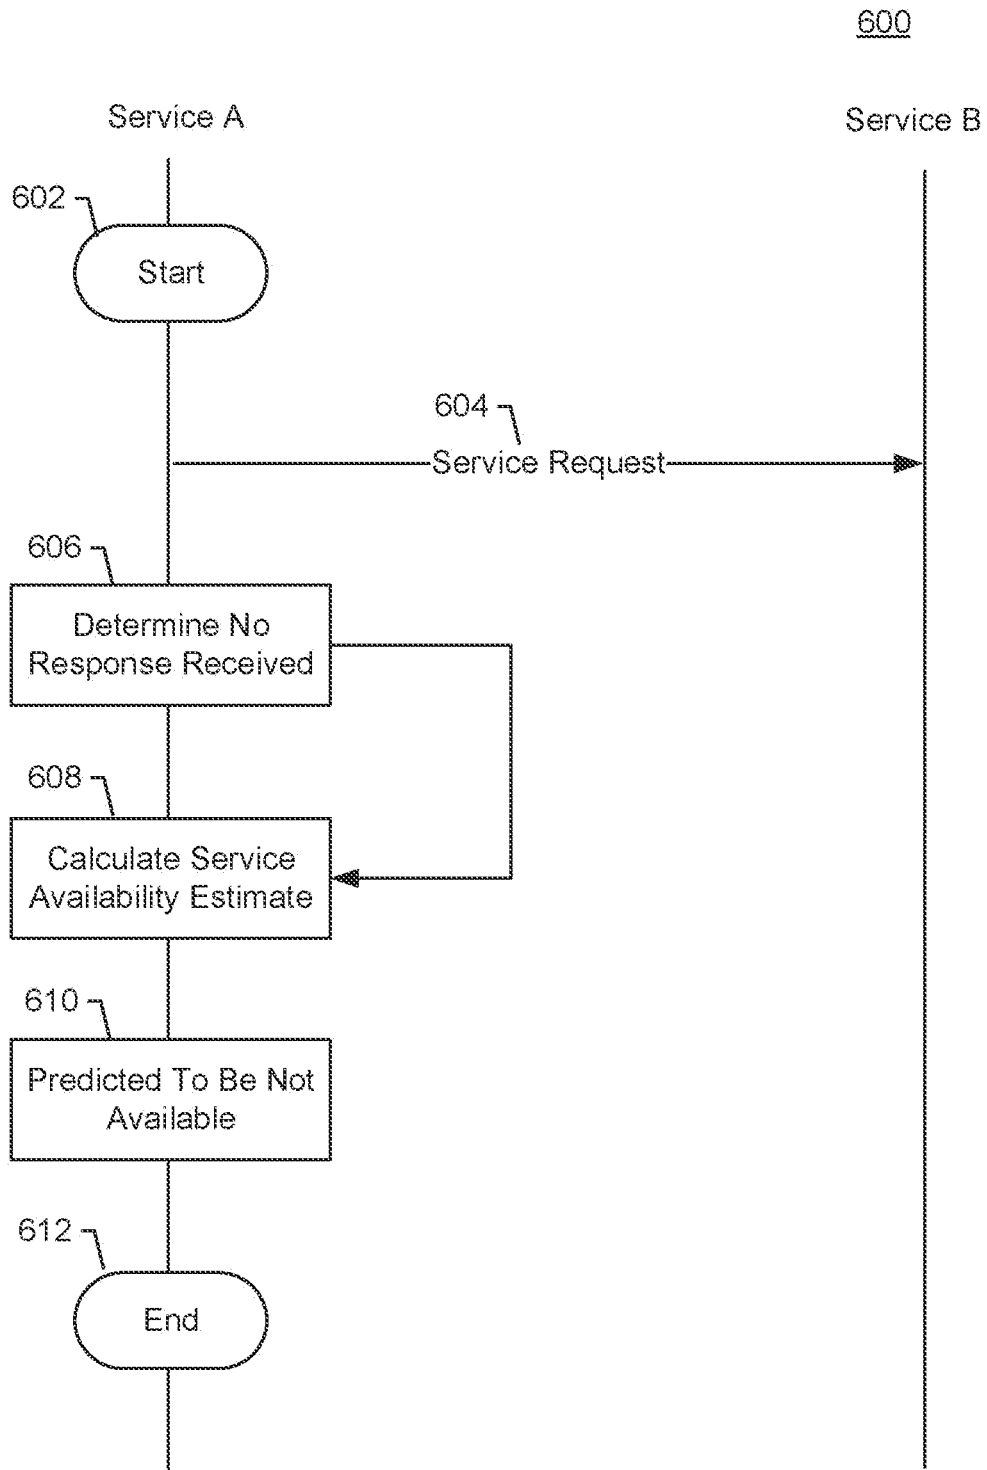 600
Service A
Service B
602
Start
604
Service Request
606
Determine No
Response Received
608
Calculate Service
Availability Estimate
610
Predicted To Be Not
Available
612
End